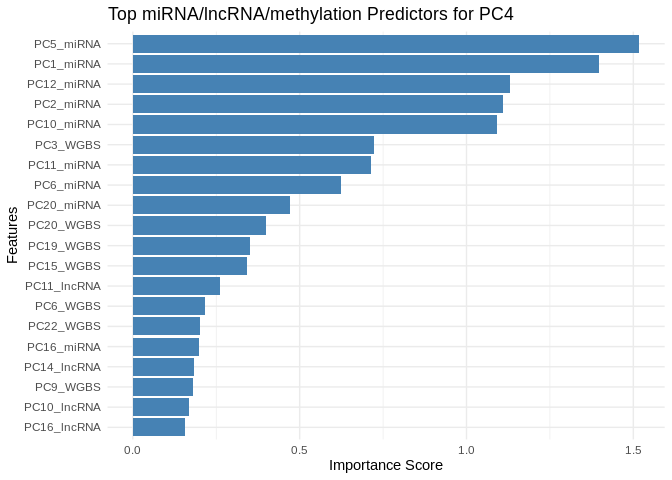 Top miRNA/lncRNA/methylation Predictors for PC4
PC5_miRNA
PC1_miRNA
PC12_miRNA
PC2_miRNA
PC10_miRNA
PC3_WGBS
PC11_miRNA
PC6_miRNA
PC20_miRNA
PC20_WGBS
PC19_WGBS
PC15_WGBS
PC11_lncRNA
PC6_WGBS
PC22_WGBS
PC16_miRNA
PC14_lncRNA
PC9_WGBS
PC10_lncRNA
PC16_lncRNA
Features
0.0 0.5 1.0 1.5
Importance Score